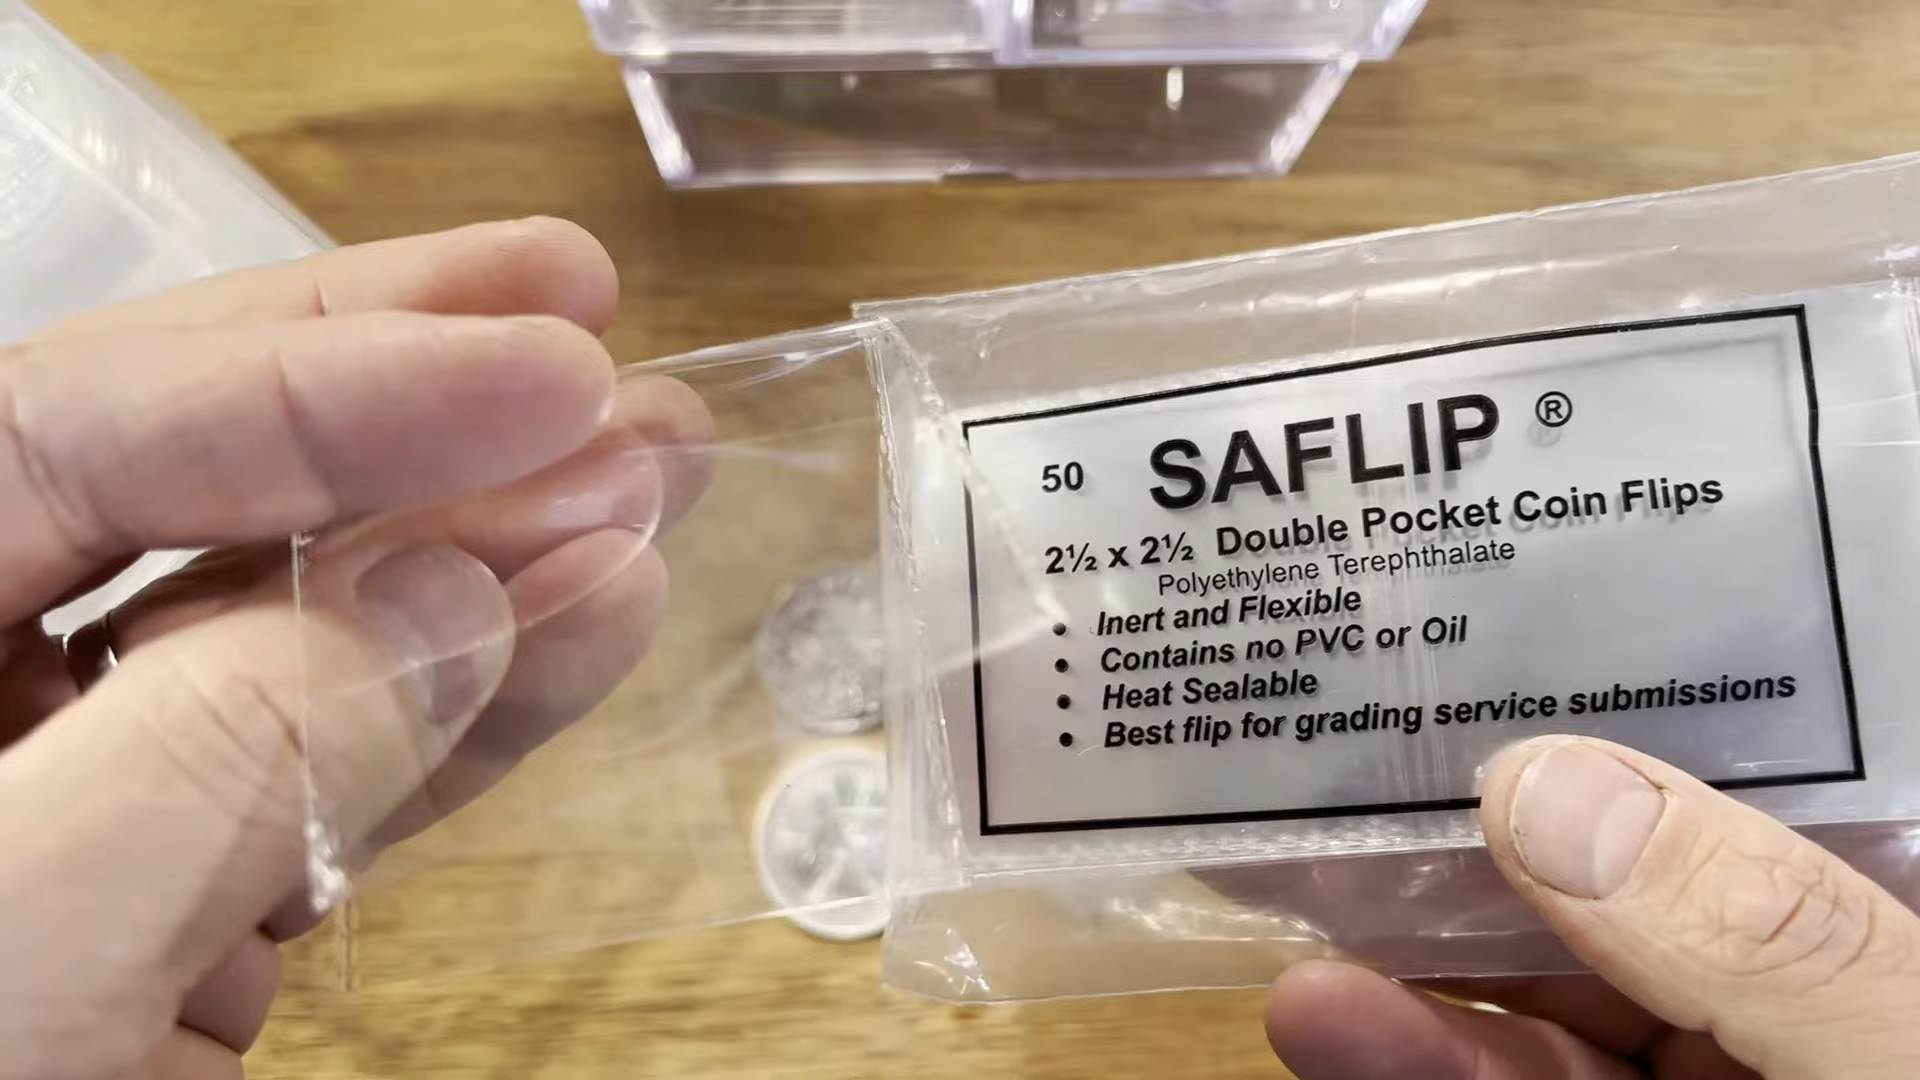 50 SAFLIP ®
2½ x 2½ Double Pocket Coin Flips
Polyethylene Terephthalate
• Inert and Flexible
• Contains no PVC or Oil
• Heat Sealable
• Best flip for grading service submissions